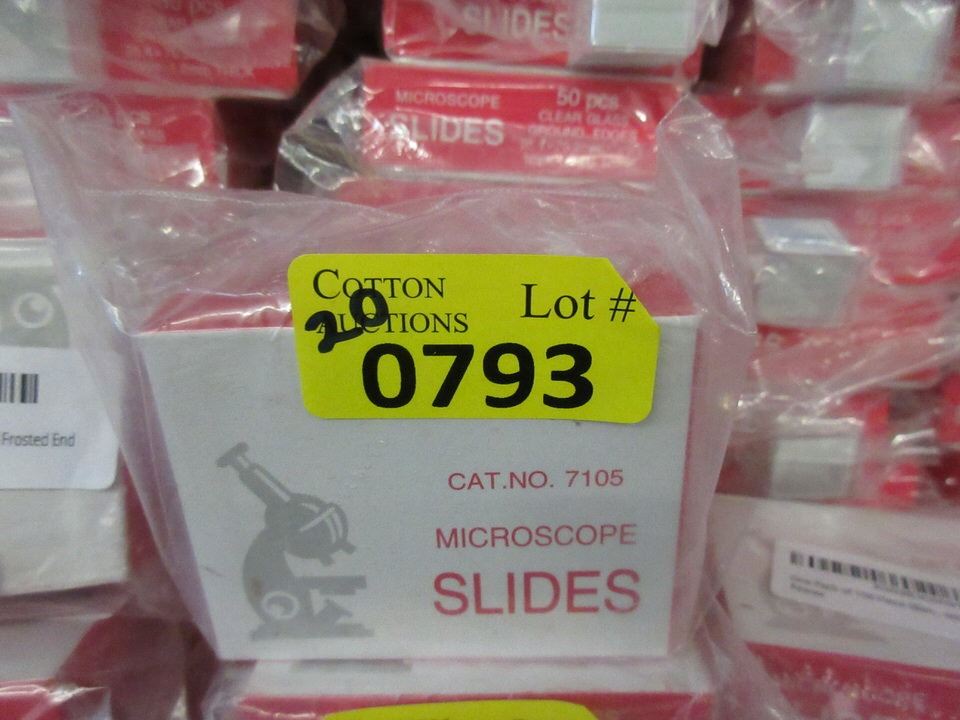 SLIDES
MICROSCOPE
SLIDES
50 pcs
CLEAR GLASS
GROUND EDGES
COTTON
AUCTIONS
20
Lot #
0793
CAT.NO. 7105
MICROSCOPE
SLIDES
Frosted End